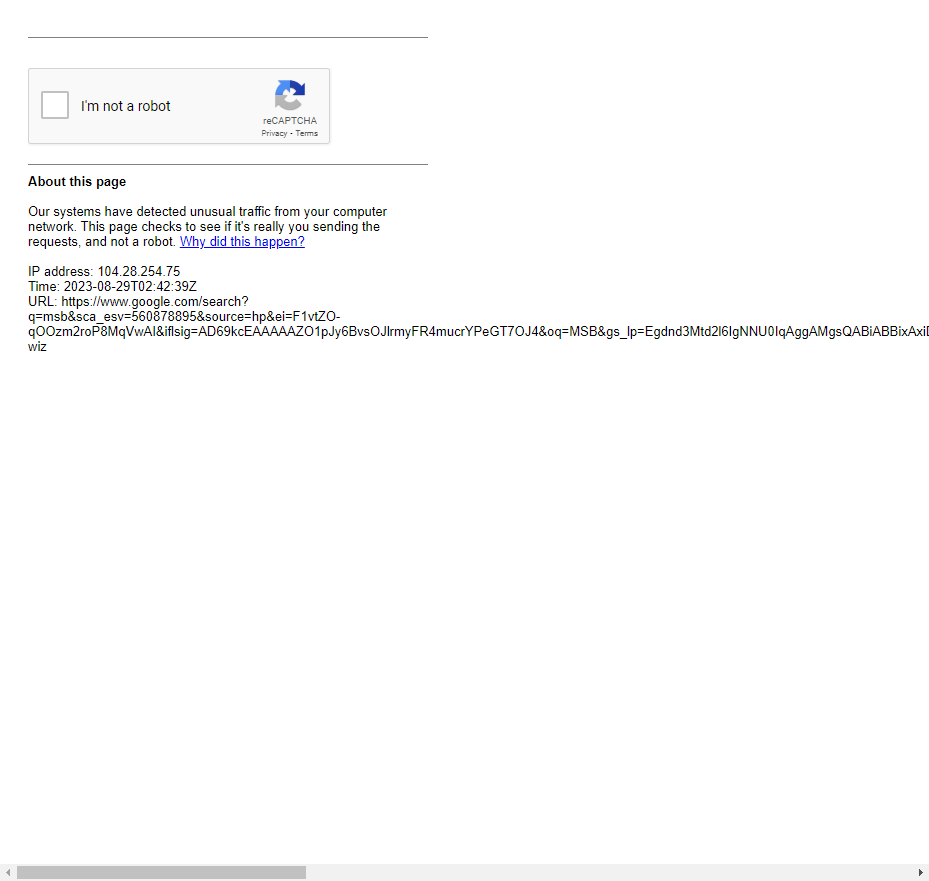 I'm not a robot
reCAPTCHA
Privacy - Terms
About this page
Our systems have detected unusual traffic from your computer
network. This page checks to see if it's really you sending the
requests, and not a robot. Why did this happen?
IP address: 104.28.254.75
Time: 2023-08-29T02:42:39Z
URL: https://www.google.com/search?
q=msb&sca_esv=560878895&source=hp&ei=F1vtZO-
qOOzm2roP8MqVwAI&iflsig=AD69kcEAAAAAZO1pJy6BvsOJlrmyFR4mucrYPeGT7OJ4&oq=MSB&gs_lp=Egdnd3Mtd2l6IgNNU0IqAggAMgsQABiABBixAxiD
wiz